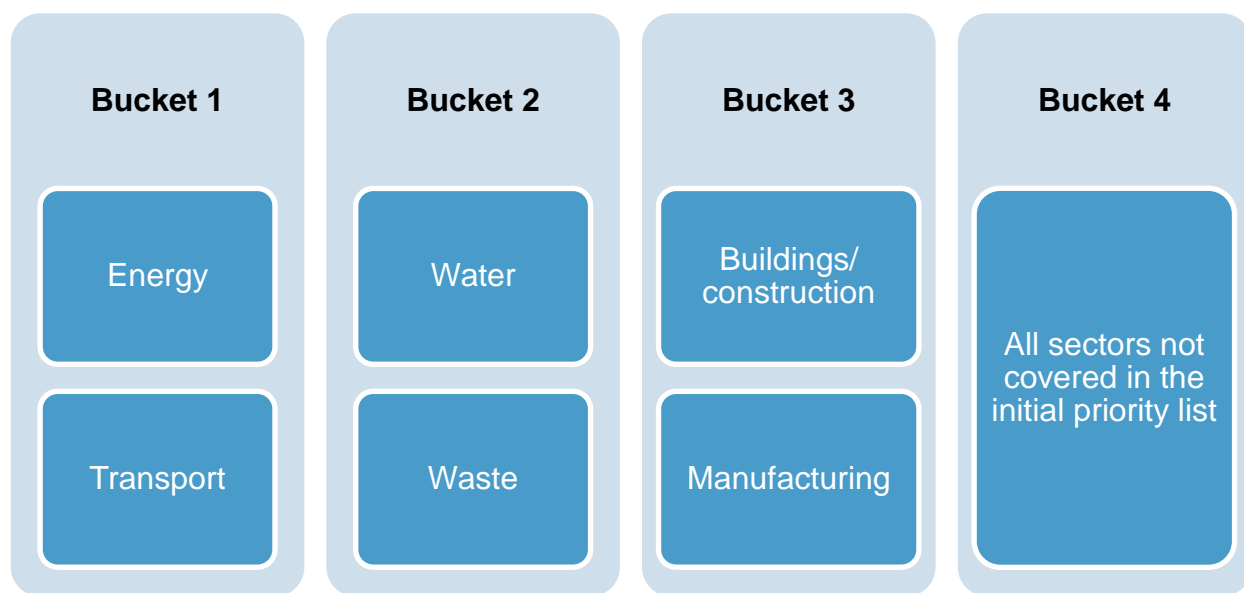 Bucket 1
Energy
Transport
Bucket 2
Water
Waste
Bucket 3
Buildings/
construction
Manufacturing
Bucket 4
All sectors not
covered in the
initial priority list